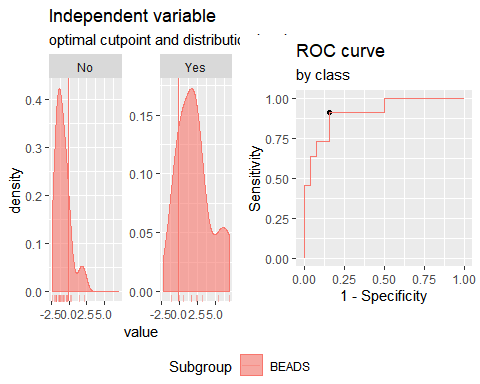 Independent variable
optimal cutpoint and distributio
No
Yes
0.4
0.3
0.2
0.1
0.0
density
0.15
0.10
0.05
0.00
-2.50.02.55.0
-2.50.02.55.0
value
ROC curve
by class
1.00
0.75
0.50
0.25
0.00
Sensitivity
0.00 0.25 0.50 0.75 1.00
1 - Specificity
Subgroup
BEADS